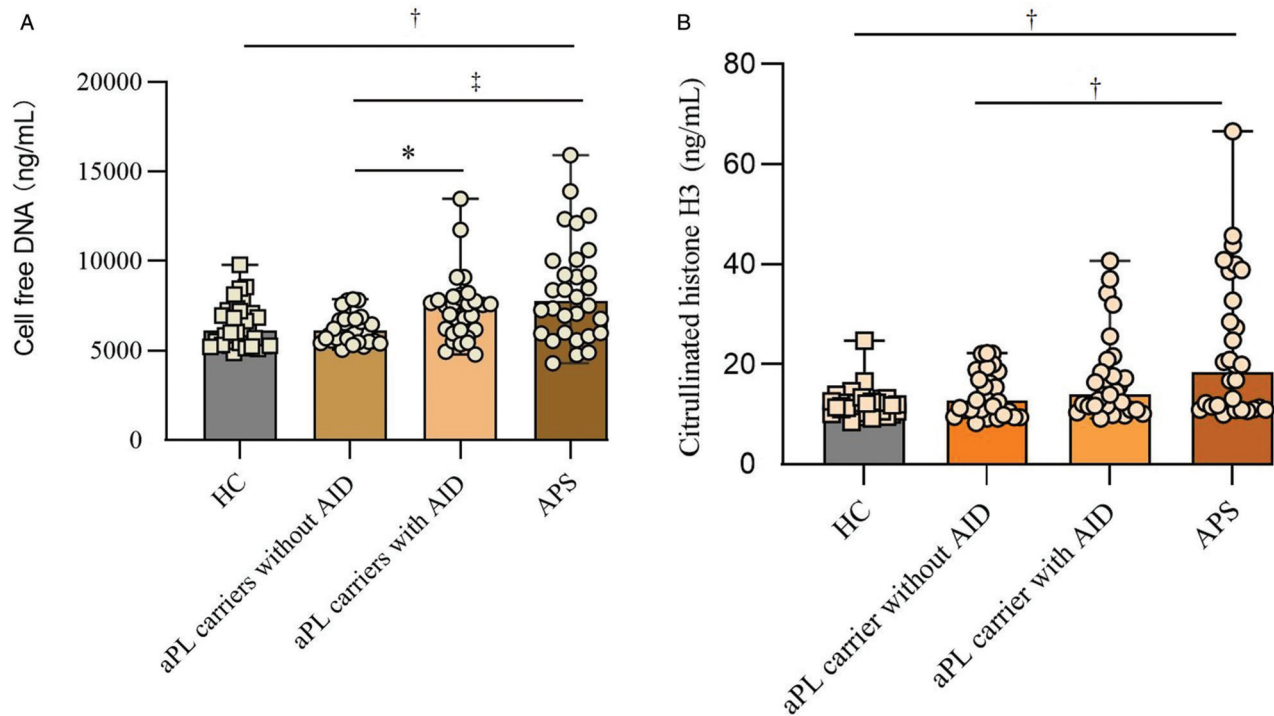 A
†
‡
*
Cell free DNA (ng/mL)
20000
15000
10000
5000
0
HC
aPL carriers without AID
aPL carriers with AID
APS
B
†
†
Citrullinated histone H3 (ng/mL)
80
60
40
20
0
HC
aPL carrier without AID
aPL carrier with AID
APS